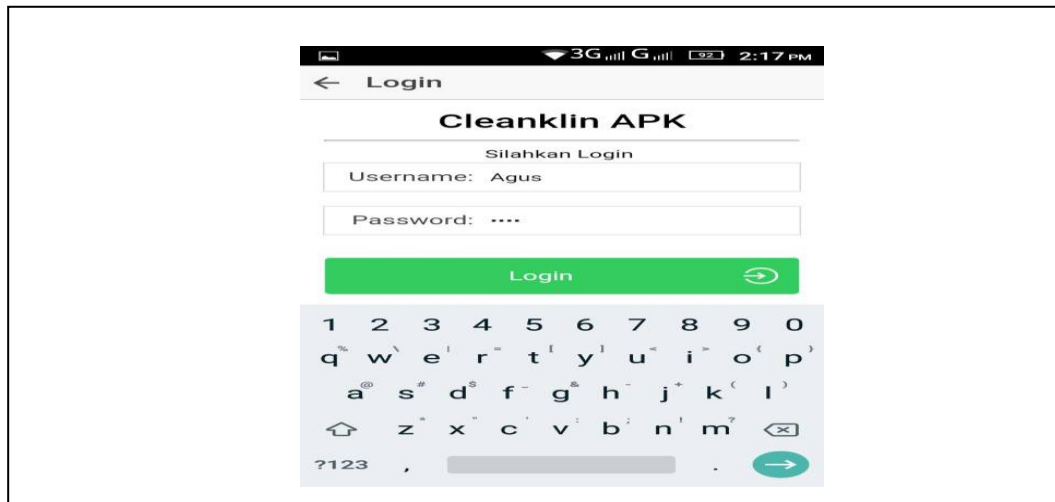 3G G 92 2:17 PM
Login
Cleanklin APK
Silahkan Login
Username: Agus
Password: ····
Login
1 2 3 4 5 6 7 8 9 0
q w e r t y u i o p
a s d f g h j k l
z x c v b n m
?123 , .